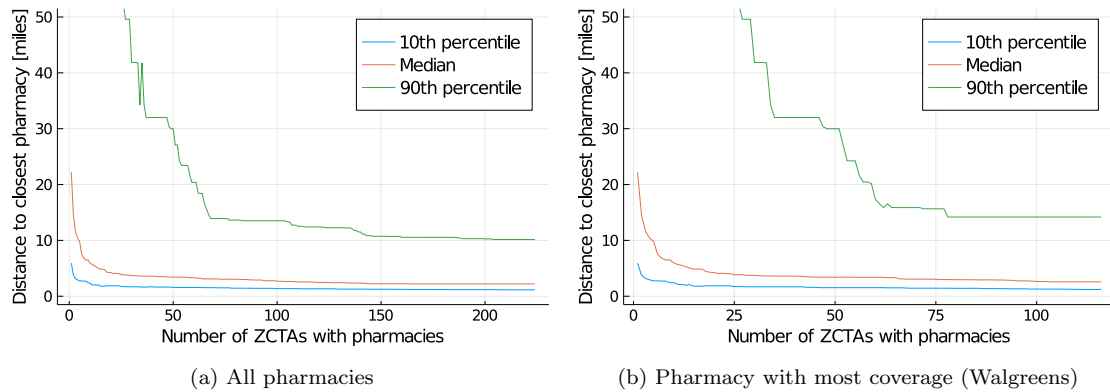 Distance to closest pharmacy [miles]
50
40
30
20
10
0
0
50
100
150
200
Number of ZCTAs with pharmacies
10th percentile
Median
90th percentile
(a) All pharmacies
Distance to closest pharmacy [miles]
50
40
30
20
10
0
0
25
50
75
100
Number of ZCTAs with pharmacies
10th percentile
Median
90th percentile
(b) Pharmacy with most coverage (Walgreens)